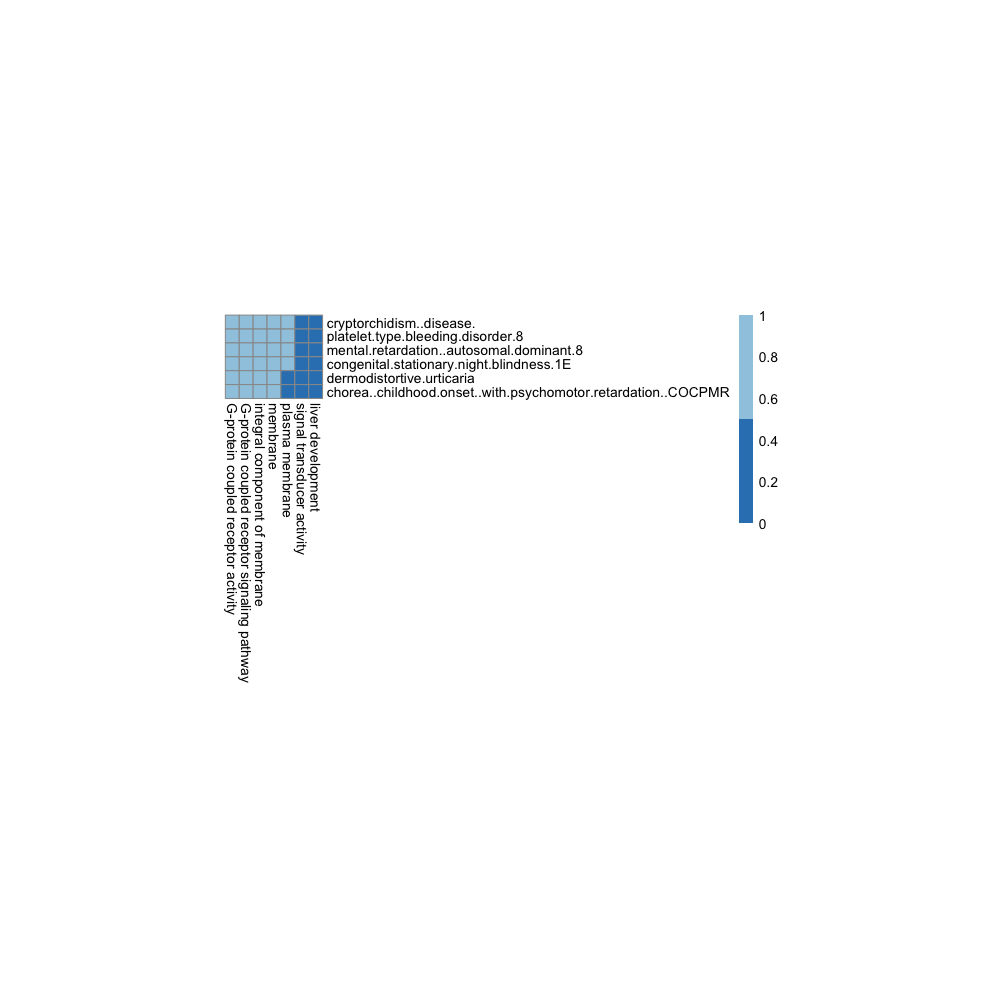 cryptorchidism..disease.
platelet.type.bleeding.disorder.8
mental.retardation..autosomal.dominant.8
congenital.stationary.night.blindness.1E
dermodistortive.urticaria
chorea..childhood.onset..with.psychomotor.retardation..COCPMR
G-protein coupled receptor activity
G-protein coupled receptor signaling pathway
integral component of membrane
membrane
plasma membrane
signal transducer activity
liver development
1
0.8
0.6
0.4
0.2
0